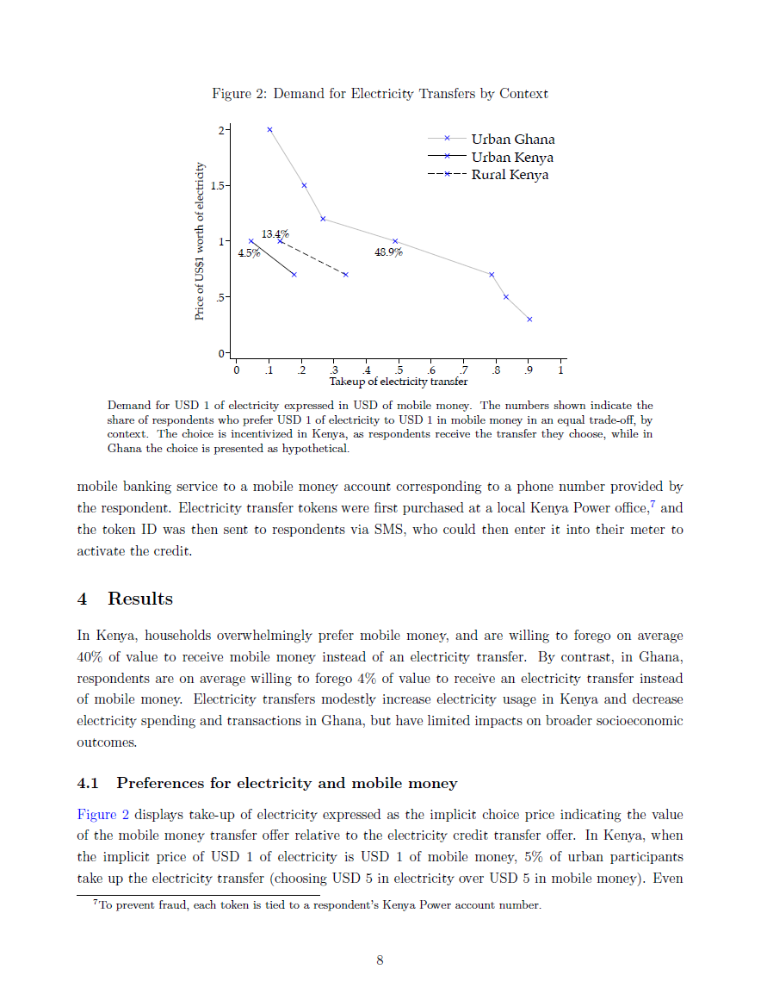 Figure 2: Demand for Electricity Transfers by Context
2
1.5
1
.5
0
Price of US$1 worth of electricity
Urban Ghana
Urban Kenya
Rural Kenya
13.4%
4.5%
48.9%
0 .1 .2 .3 .4 .5 .6 .7 .8 .9 1
Takeup of electricity transfer
Demand for USD 1 of electricity expressed in USD of mobile money. The numbers shown indicate the
share of respondents who prefer USD 1 of electricity to USD 1 in mobile money in an equal trade-off, by
context. The choice is incentivized in Kenya, as respondents receive the transfer they choose, while in
Ghana the choice is presented as hypothetical.
mobile banking service to a mobile money account corresponding to a phone number provided by
the respondent. Electricity transfer tokens were first purchased at a local Kenya Power office,7 and
the token ID was then sent to respondents via SMS, who could then enter it into their meter to
activate the credit.
4 Results
In Kenya, households overwhelmingly prefer mobile money, and are willing to forego on average
40% of value to receive mobile money instead of an electricity transfer. By contrast, in Ghana,
respondents are on average willing to forego 4% of value to receive an electricity transfer instead
of mobile money. Electricity transfers modestly increase electricity usage in Kenya and decrease
electricity spending and transactions in Ghana, but have limited impacts on broader socioeconomic
outcomes.
4.1 Preferences for electricity and mobile money
Figure 2 displays take-up of electricity expressed as the implicit choice price indicating the value
of the mobile money transfer offer relative to the electricity credit transfer offer. In Kenya, when
the implicit price of USD 1 of electricity is USD 1 of mobile money, 5% of urban participants
take up the electricity transfer (choosing USD 5 in electricity over USD 5 in mobile money). Even
7To prevent fraud, each token is tied to a respondent's Kenya Power account number.
8